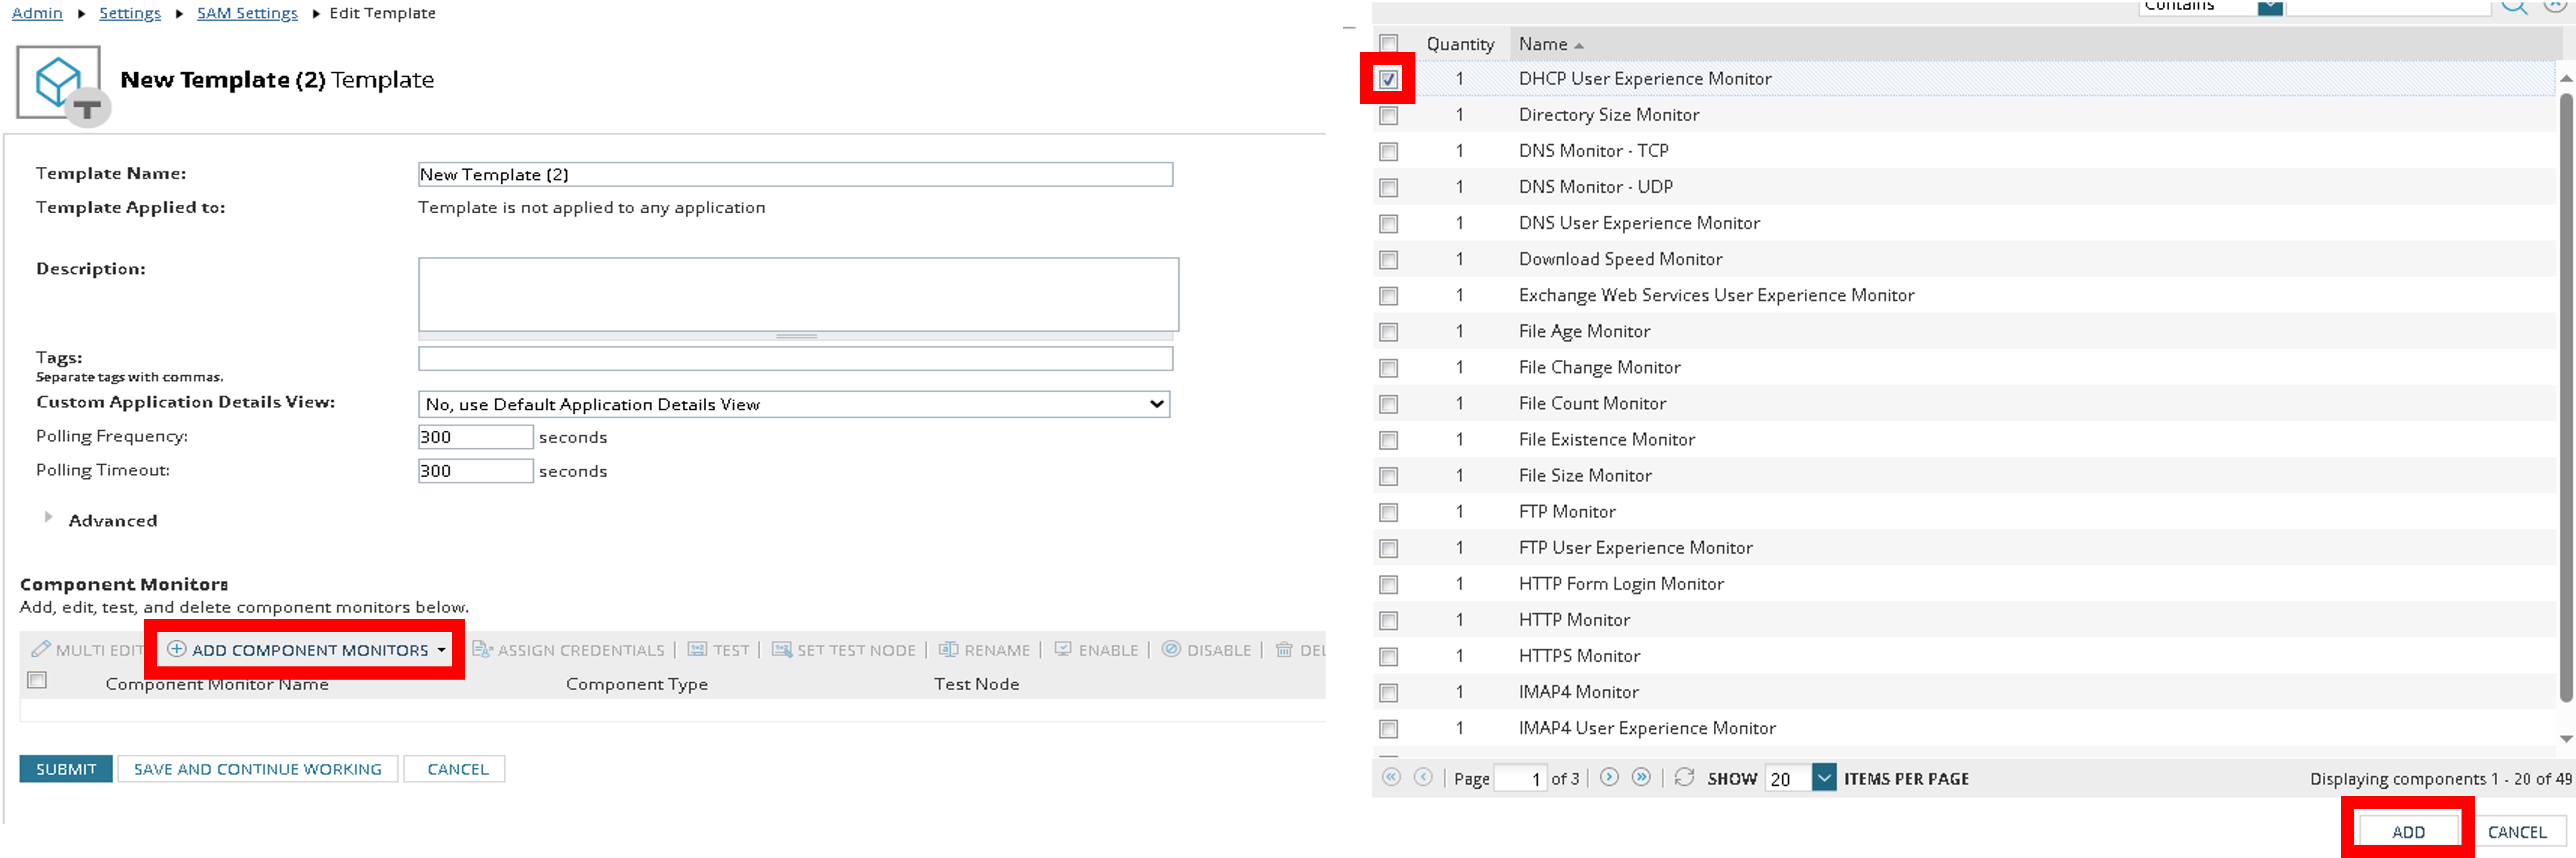 Admin ▶ Settings ▶ SAM Settings ▶ Edit Template
New Template (2) Template
Template Name: New Template (2)
Template Applied to: Template is not applied to any application
Description:
Tags:
Separate tags with commas.
Custom Application Details View: No, use Default Application Details View
Polling Frequency: 300 seconds
Polling Timeout: 300 seconds
Advanced
Component Monitors
Add, edit, test, and delete component monitors below.
MULTI EDIT ADD COMPONENT MONITORS ASSIGN CREDENTIALS | TEST | SET TEST NODE | RENAME | ENABLE | DISABLE | DEL
Component Monitor Name Component Type Test Node
SUBMIT SAVE AND CONTINUE WORKING CANCEL
Contains
Quantity Name
1 DHCP User Experience Monitor
1 Directory Size Monitor
1 DNS Monitor - TCP
1 DNS Monitor - UDP
1 DNS User Experience Monitor
1 Download Speed Monitor
1 Exchange Web Services User Experience Monitor
1 File Age Monitor
1 File Change Monitor
1 File Count Monitor
1 File Existence Monitor
1 File Size Monitor
1 FTP Monitor
1 FTP User Experience Monitor
1 HTTP Form Login Monitor
1 HTTP Monitor
1 HTTPS Monitor
1 IMAP4 Monitor
1 IMAP4 User Experience Monitor
Page 1 of 3 | SHOW 20 ITEMS PER PAGE Displaying components 1 - 20 of 49
ADD CANCEL